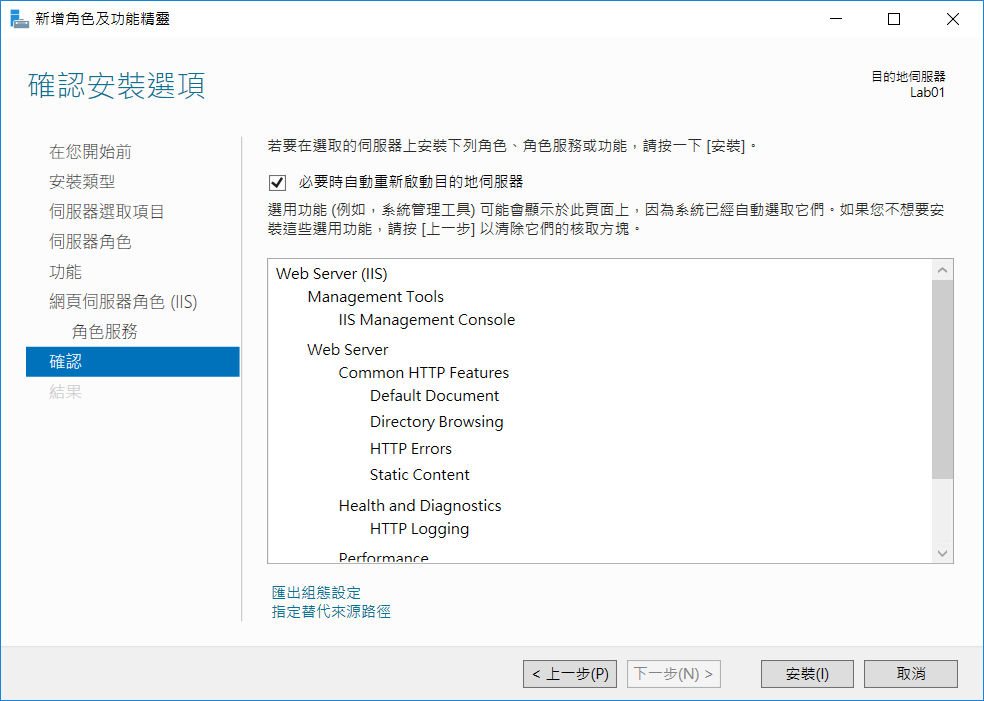 新增角色及功能精靈
確認安裝選項
目的地伺服器
Lab01
在您開始前
安裝類型
伺服器選取項目
伺服器角色
功能
網頁伺服器角色 (IIS)
角色服務
確認
結果
若要在選取的伺服器上安裝下列角色、角色服務或功能，請按一下 [安裝]。
必要時自動重新啟動目的地伺服器
選用功能 (例如，系統管理工具) 可能會顯示於此頁面上，因為系統已經自動選取它們。如果您不想要安
裝這些選用功能，請按 [上一步] 以清除它們的核取方塊。
Web Server (IIS)
Management Tools
IIS Management Console
Web Server
Common HTTP Features
Default Document
Directory Browsing
HTTP Errors
Static Content
Health and Diagnostics
HTTP Logging
Performance
匯出組態設定
指定替代來源路徑
< 上一步(P)
下一步(N) >
安裝(I)
取消